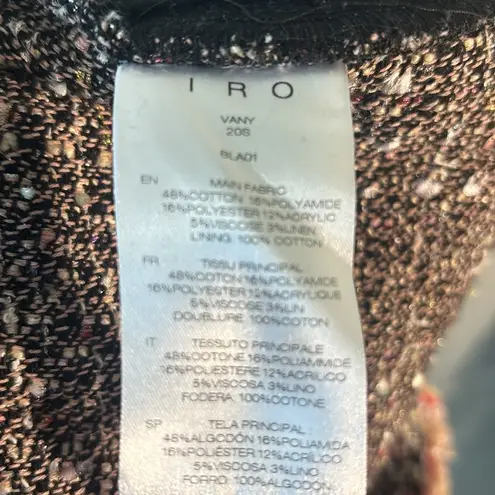 IRO
VANY
20S
BLA01
EN MAIN FABRIC
48%COTTON 16%POLYAMIDE
16%POLYESTER 12%ACRYLIC
5%VISCOSE 3%LINEN
LINING: 100% COTTON
FR TISSU PRINCIPAL
48%COTON 16%POLYAMIDE
16%POLYESTER 12%ACRYLIQUE
5%VISCOSE 3%LIN
DOUBLURE: 100%COTON
IT TESSUTO PRINCIPALE
48%COTONE 16%POLIAMMIDE
16%POLIESTERE 12%ACRILICO
5%VISCOSA 3%LINO
FODERA: 100%COTONE
SP TELA PRINCIPAL
48%ALGODÓN 16%POLIAMIDA
16%POLIÉSTER 12%ACRÍLICO
5%VISCOSA 3%LINO
FORRO: 100%ALGODÓN